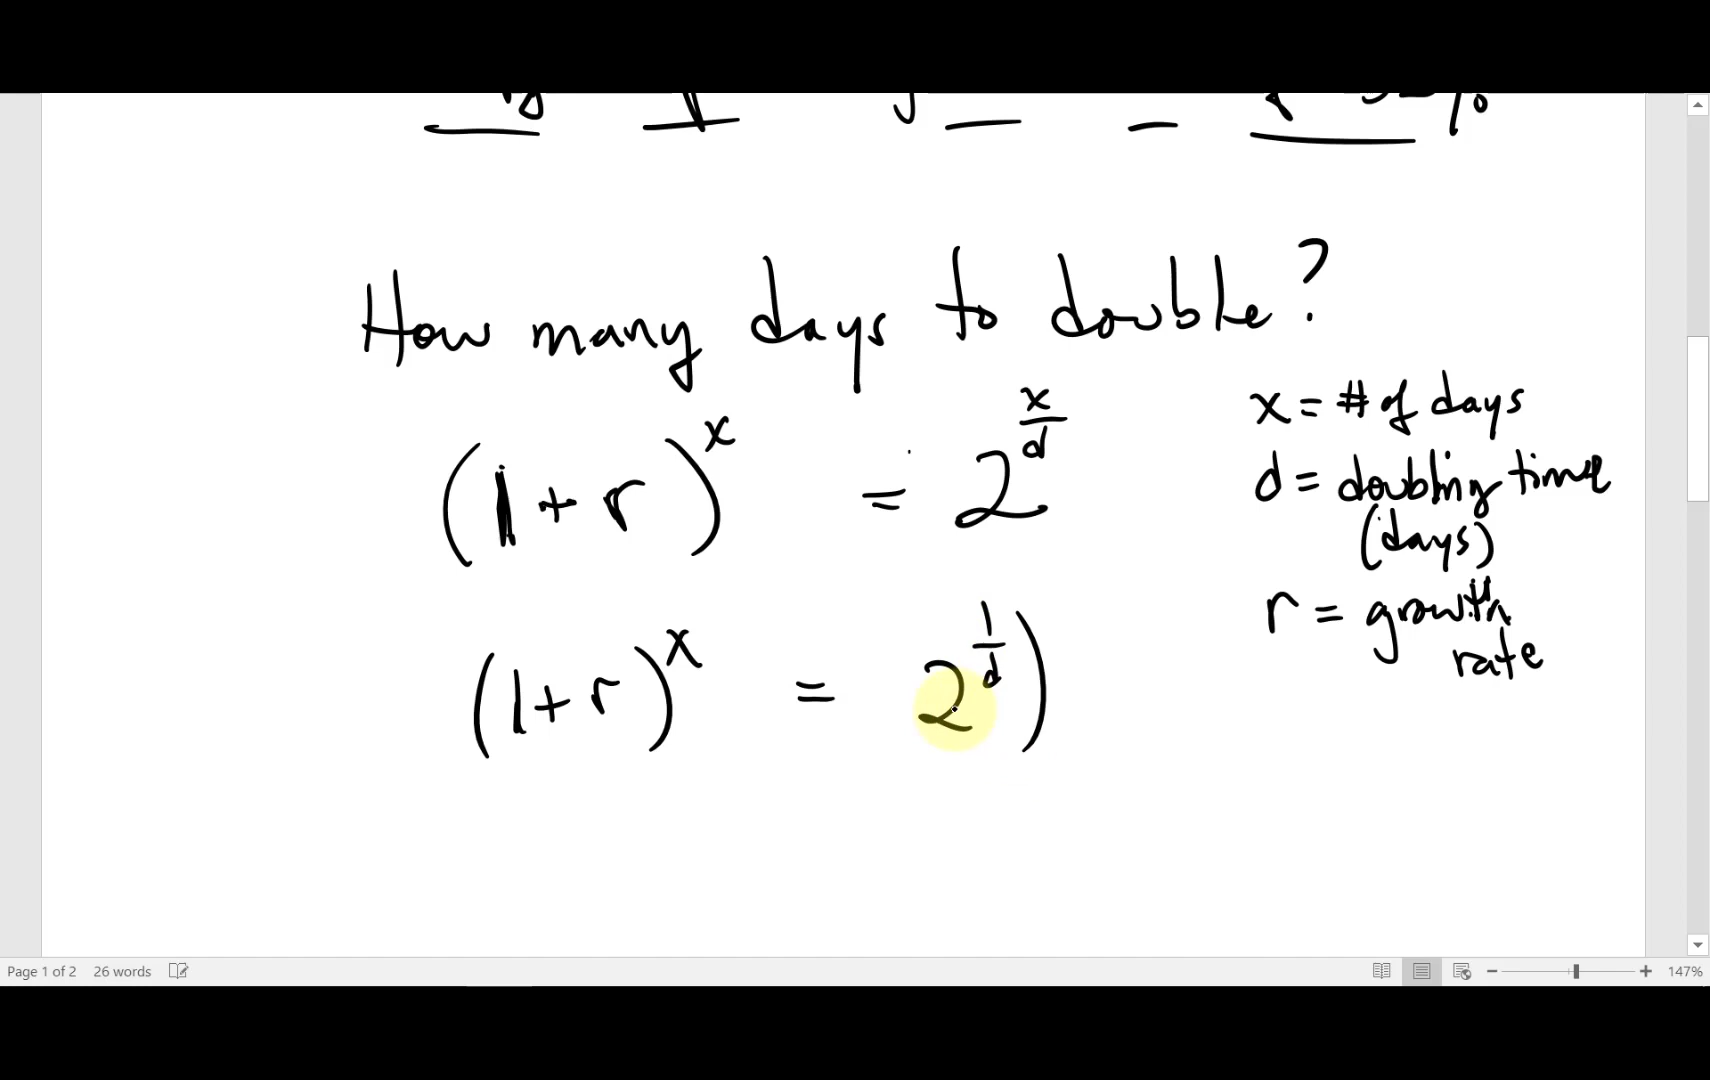 How many days to double?
(1+r)^x = 2^(x/d)
x = # of days
d = doubling time
(days)
r = growth
rate
(1+r)^x = 2^(1/d))
Page 1 of 2 26 words 147%